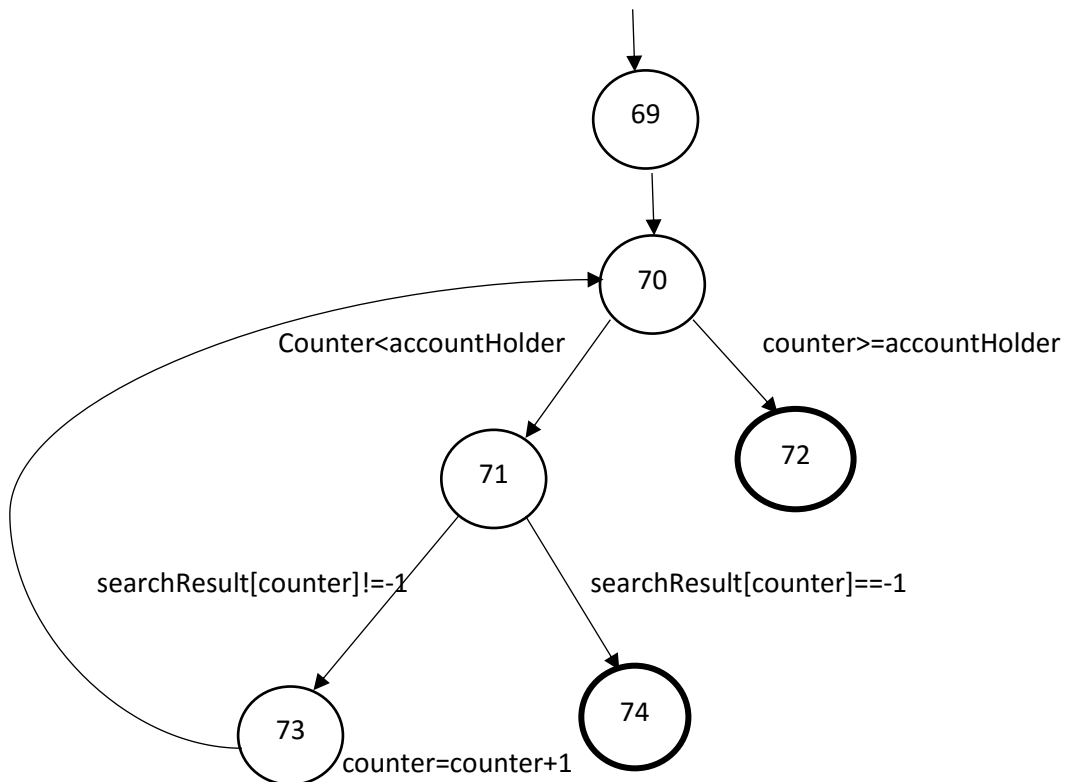 69
70
Counter<accountHolder
counter>=accountHolder
72
71
searchResult[counter]!=-1
searchResult[counter]==-1
74
73
counter=counter+1